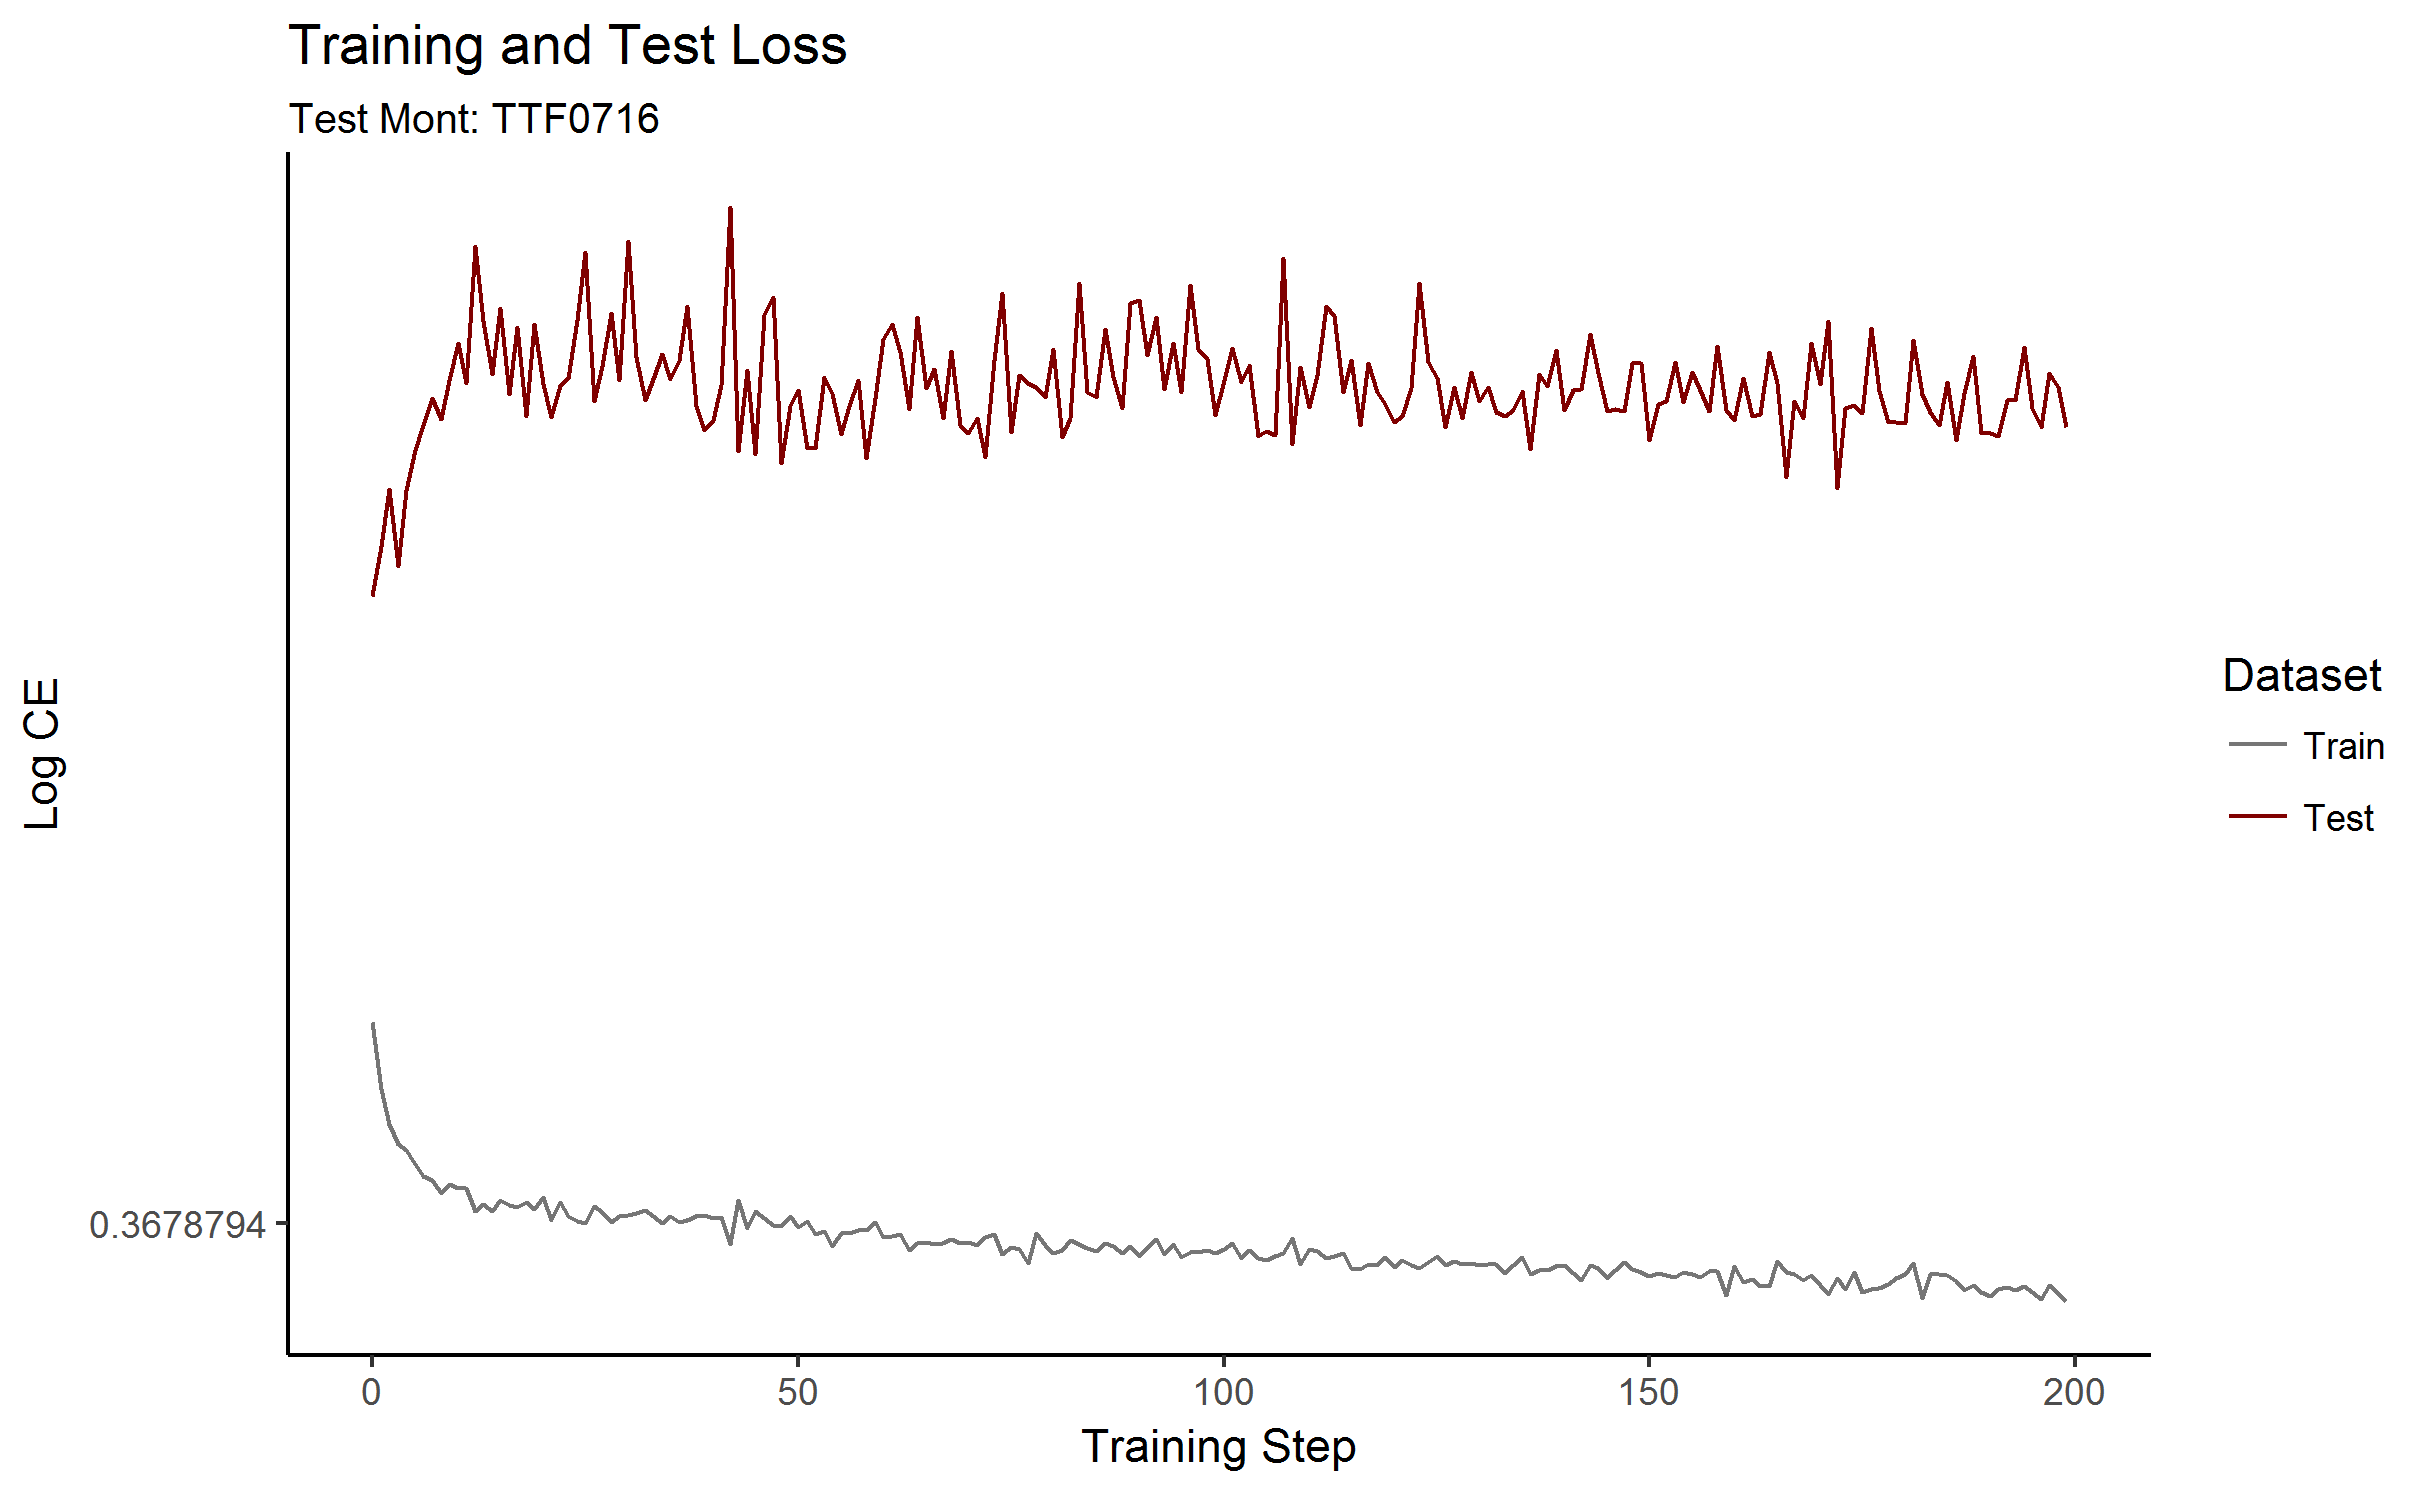 Training and Test Loss
Test Mont: TTF0716
Log CE
0.3678794
0 50 100 150 200
Training Step
Dataset
Train
Test